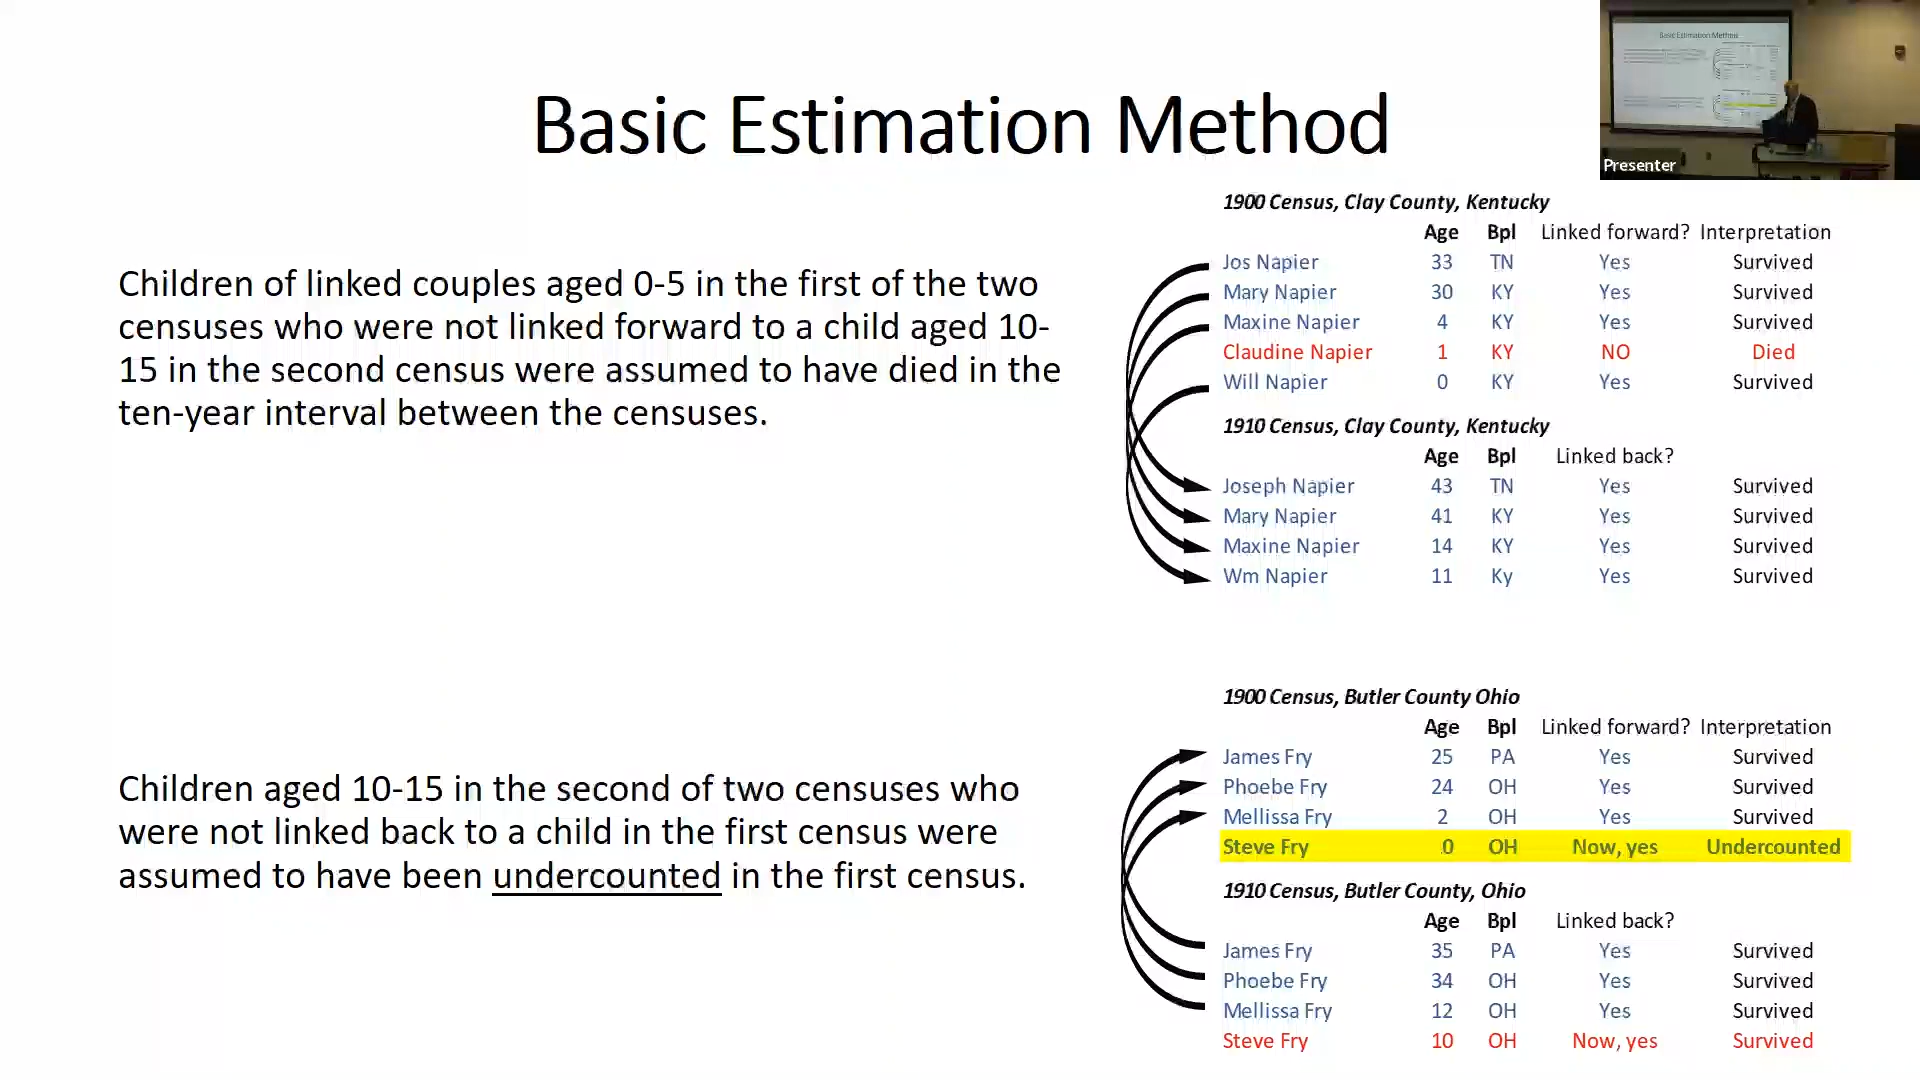 Basic Estimation Method
Presenter
Children of linked couples aged 0-5 in the first of the two
censuses who were not linked forward to a child aged 10-
15 in the second census were assumed to have died in the
ten-year interval between the censuses.
1900 Census, Clay County, Kentucky
Age Bpl Linked forward? Interpretation
Jos Napier 33 TN Yes Survived
Mary Napier 30 KY Yes Survived
Maxine Napier 4 KY Yes Survived
Claudine Napier 1 KY NO Died
Will Napier 0 KY Yes Survived
1910 Census, Clay County, Kentucky
Age Bpl Linked back?
Joseph Napier 43 TN Yes Survived
Mary Napier 41 KY Yes Survived
Maxine Napier 14 KY Yes Survived
Wm Napier 11 Ky Yes Survived
Children aged 10-15 in the second of two censuses who
were not linked back to a child in the first census were
assumed to have been undercounted in the first census.
1900 Census, Butler County Ohio
Age Bpl Linked forward? Interpretation
James Fry 25 PA Yes Survived
Phoebe Fry 24 OH Yes Survived
Mellissa Fry 2 OH Yes Survived
Steve Fry 0 OH Now, yes Undercounted
1910 Census, Butler County, Ohio
Age Bpl Linked back?
James Fry 35 PA Yes Survived
Phoebe Fry 34 OH Yes Survived
Mellissa Fry 12 OH Yes Survived
Steve Fry 10 OH Now, yes Survived
Basic Estimation Method